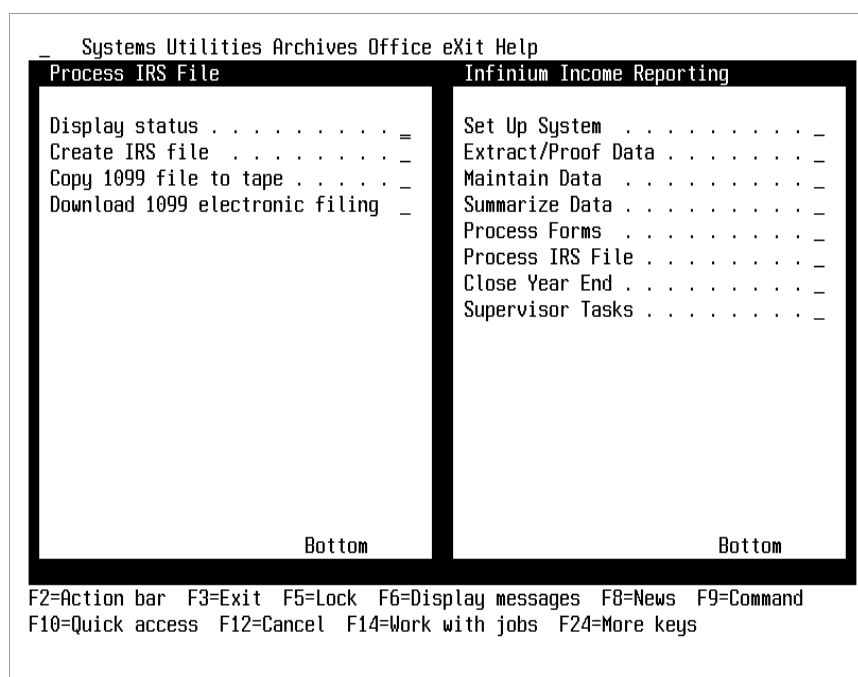 _ Systems Utilities Archives Office eXit Help
Process IRS File
Display status . . . . . . . . . _
Create IRS file . . . . . . . . _
Copy 1099 file to tape . . . . . _
Download 1099 electronic filing _
Bottom
Infinium Income Reporting
Set Up System . . . . . . . . . _
Extract/Proof Data . . . . . . . _
Maintain Data . . . . . . . . . _
Summarize Data . . . . . . . . . _
Process Forms . . . . . . . . . _
Process IRS File . . . . . . . . _
Close Year End . . . . . . . . . _
Supervisor Tasks . . . . . . . . _
Bottom
F2=Action bar F3=Exit F5=Lock F6=Display messages F8=News F9=Command
F10=Quick access F12=Cancel F14=Work with jobs F24=More keys